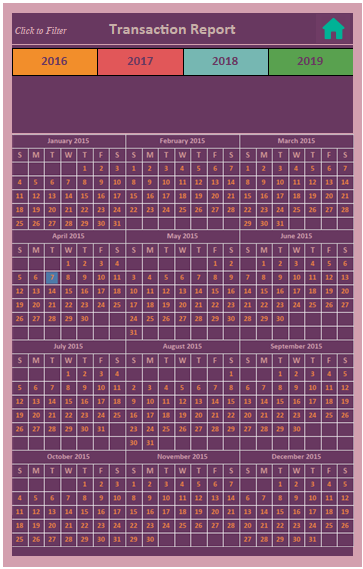 Click to Filter
Transaction Report
2016 2017 2018 2019
January 2015
S M T W T F S
1 2 3
4 5 6 7 8 9 10
11 12 13 14 15 16 17
18 19 20 21 22 23 24
25 26 27 28 29 30 31
February 2015
S M T W T F S
1 2 3 4 5 6 7
8 9 10 11 12 13 14
15 16 17 18 19 20 21
22 23 24 25 26 27 28
March 2015
S M T W T F S
1 2 3 4 5 6 7
8 9 10 11 12 13 14
15 16 17 18 19 20 21
22 23 24 25 26 27 28
29 30 31
April 2015
S M T W T F S
1 2 3 4
5 6 7 8 9 10 11
12 13 14 15 16 17 18
19 20 21 22 23 24 25
26 27 28 29 30
May 2015
S M T W T F S
1 2
3 4 5 6 7 8 9
10 11 12 13 14 15 16
17 18 19 20 21 22 23
24 25 26 27 28 29 30
31
June 2015
S M T W T F S
1 2 3 4 5 6
7 8 9 10 11 12 13
14 15 16 17 18 19 20
21 22 23 24 25 26 27
28 29 30
July 2015
S M T W T F S
1 2 3 4
5 6 7 8 9 10 11
12 13 14 15 16 17 18
19 20 21 22 23 24 25
26 27 28 29 30 31
August 2015
S M T W T F S
1
2 3 4 5 6 7 8
9 10 11 12 13 14 15
16 17 18 19 20 21 22
23 24 25 26 27 28 29
30 31
September 2015
S M T W T F S
1 2 3 4 5
6 7 8 9 10 11 12
13 14 15 16 17 18 19
20 21 22 23 24 25 26
27 28 29 30
October 2015
S M T W T F S
1 2 3
4 5 6 7 8 9 10
11 12 13 14 15 16 17
18 19 20 21 22 23 24
25 26 27 28 29 30 31
November 2015
S M T W T F S
1 2 3 4 5 6 7
8 9 10 11 12 13 14
15 16 17 18 19 20 21
22 23 24 25 26 27 28
29 30
December 2015
S M T W T F S
1 2 3 4 5
6 7 8 9 10 11 12
13 14 15 16 17 18 19
20 21 22 23 24 25 26
27 28 29 30 31